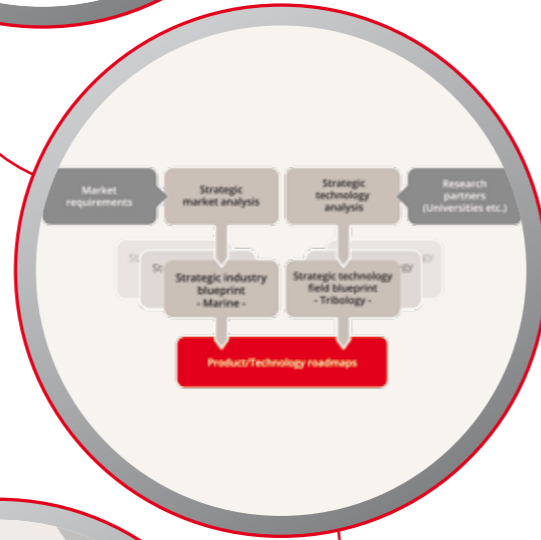 Market
requirements
Strategic
market analysis
Strategic
technology
analysis
Research
partners
(Universities etc.)
Strategic industry
blueprint
- Marine -
Strategic technology
field blueprint
- Tribology -
Product/Technology roadmaps